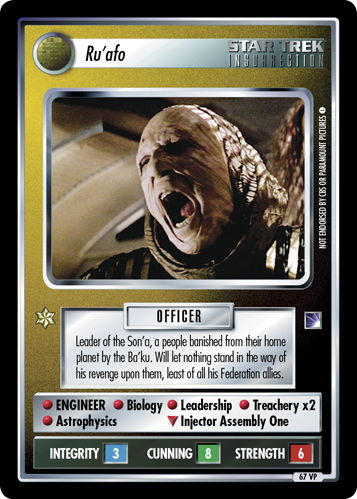 Ru'afo
STAR TREK
INSURRECTION
NOT ENDORSED BY CBS OR PARAMOUNT PICTURES
OFFICER
Leader of the Son'a, a people banished from their home
planet by the Ba'ku. Will let nothing stand in the way of
his revenge upon them, least of all his Federation allies.
ENGINEER Biology Leadership Treachery x2
Astrophysics Injector Assembly One
INTEGRITY 3 CUNNING 8 STRENGTH 6
67 VP